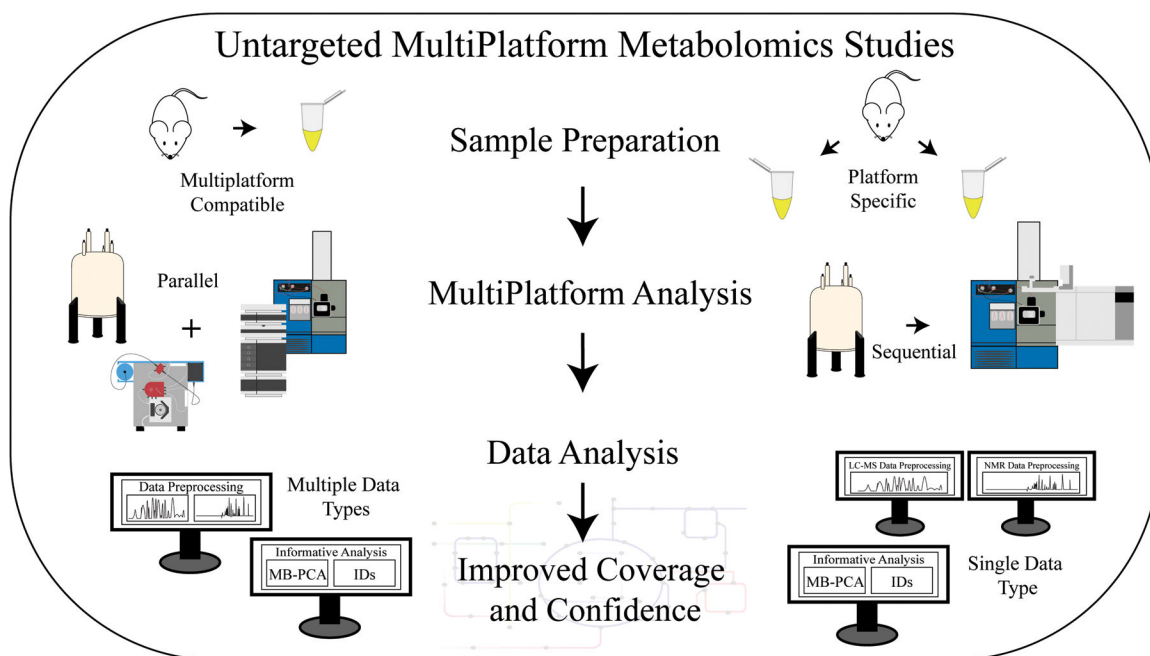 Untargeted MultiPlatform Metabolomics Studies
Sample Preparation
Multiplatform
Compatible
Platform
Specific
Parallel
+
MultiPlatform Analysis
Sequential
Data Analysis
Data Preprocessing
Multiple Data
Types
Informative Analysis
MB-PCA
IDs
LC-MS Data Preprocessing
NMR Data Preprocessing
Informative Analysis
MB-PCA
IDs
Single Data
Type
Improved Coverage
and Confidence